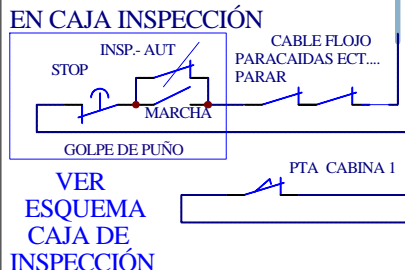 EN CAJA INSPECCIÓN
INSP.- AUT
STOP
CABLE FLOJO
PARACAIDAS ECT....
PARAR
MARCHA
GOLPE DE PUÑO
PTA CABINA 1
VER
ESQUEMA
CAJA DE
INSPECCIÓN